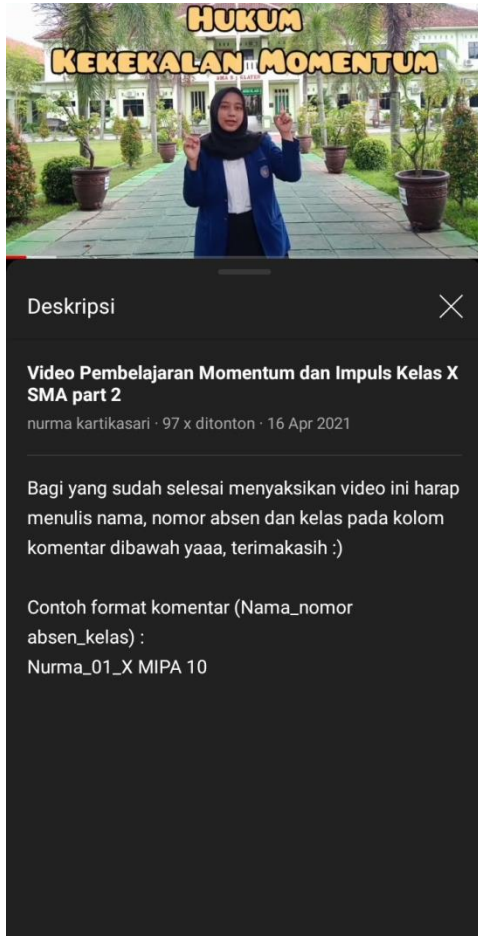 HUKUM
KEKEKALAN MOMENTUM
Deskripsi
Video Pembelajaran Momentum dan Impuls Kelas X
SMA part 2
nurma kartikasari · 97 x ditonton · 16 Apr 2021
Bagi yang sudah selesai menyaksikan video ini harap
menulis nama, nomor absen dan kelas pada kolom
komentar dibawah yaaa, terimakasih :)
Contoh format komentar (Nama_nomor
absen_kelas) :
Nurma_01_X MIPA 10